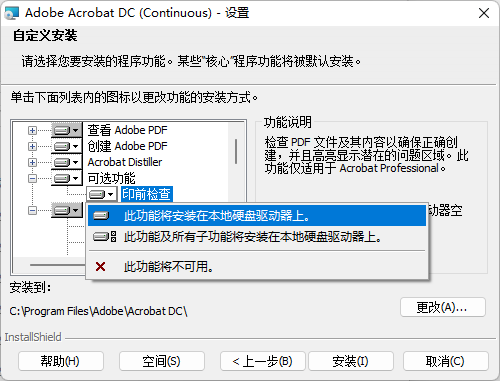 Adobe Acrobat DC (Continuous) - 设置
自定义安装
请选择您要安装的程序功能。某些“核心”程序功能将被默认安装。
单击下面列表内的图标以更改功能的安装方式。
查看 Adobe PDF
创建 Adobe PDF
Acrobat Distiller
可选功能
印前检查
功能说明
检查 PDF 文件及其内容以确保正确创
建，并且高亮显示潜在的问题区域。此
功能仅适用于 Acrobat Professional。
动器空
此功能将安装在本地硬盘驱动器上。
此功能及所有子功能将安装在本地硬盘驱动器上。
此功能将不可用。
安装到:
C:\Program Files\Adobe\Acrobat DC\
更改(A)...
InstallShield
帮助(H)
空间(S)
< 上一步(B)
安装(I)
取消(C)